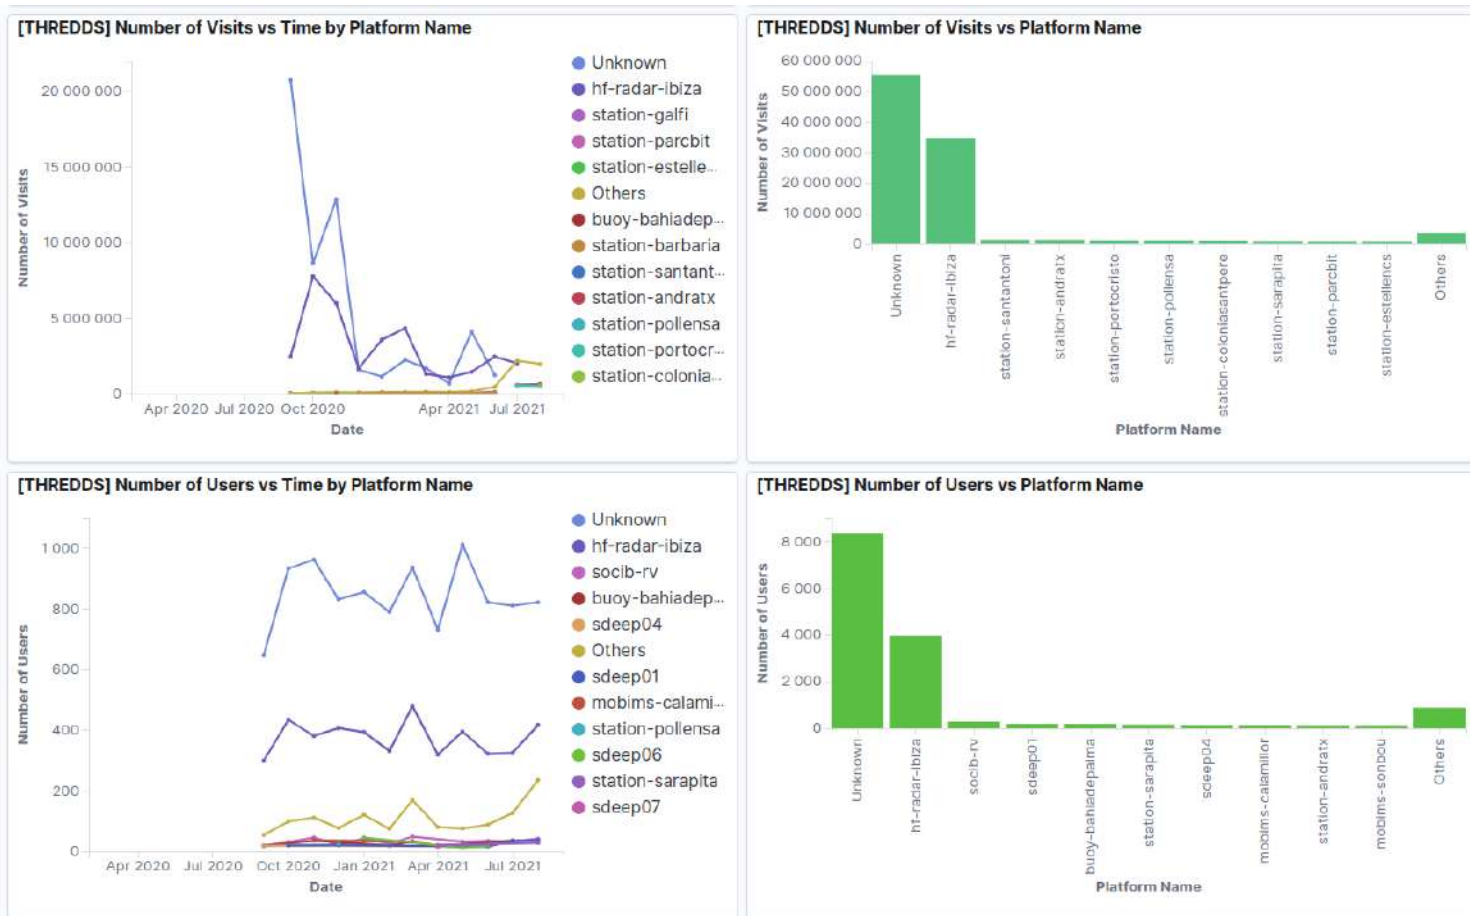 [THREDDS] Number of Visits vs Time by Platform Name
Number of Visits
20 000 000
15 000 000
10 000 000
5 000 000
0
Apr 2020 Jul 2020 Oct 2020 Apr 2021 Jul 2021
Date
Unknown
hf-radar-ibiza
station-galfi
station-parcbit
station-estelle...
Others
buoy-bahiadep...
station-barbaria
station-santant...
station-andratx
station-pollensa
station-portocr...
station-colonia...
[THREDDS] Number of Visits vs Platform Name
Number of Visits
60 000 000
50 000 000
40 000 000
30 000 000
20 000 000
10 000 000
0
Unknown
hf-radar-ibiza
station-santantoni
station-andratx
station-portocristo
station-pollensa
station-coloniasantpere
station-sarapita
station-parcbit
station-estellencs
Others
Platform Name
[THREDDS] Number of Users vs Time by Platform Name
Number of Users
1 000
800
600
400
200
0
Apr 2020 Jul 2020 Oct 2020 Jan 2021 Apr 2021 Jul 2021
Date
Unknown
hf-radar-ibiza
socib-rv
buoy-bahiadep...
sdeep04
Others
sdeep01
mobims-calami...
station-pollensa
sdeep06
station-sarapita
sdeep07
[THREDDS] Number of Users vs Platform Name
Number of Users
8 000
6 000
4 000
2 000
0
Unknown
hf-radar-ibiza
socib-rv
sdeep01
buoy-bahiadepalma
station-sarapita
sdeep04
mobims-calamillor
station-andratx
mobims-sonbou
Others
Platform Name